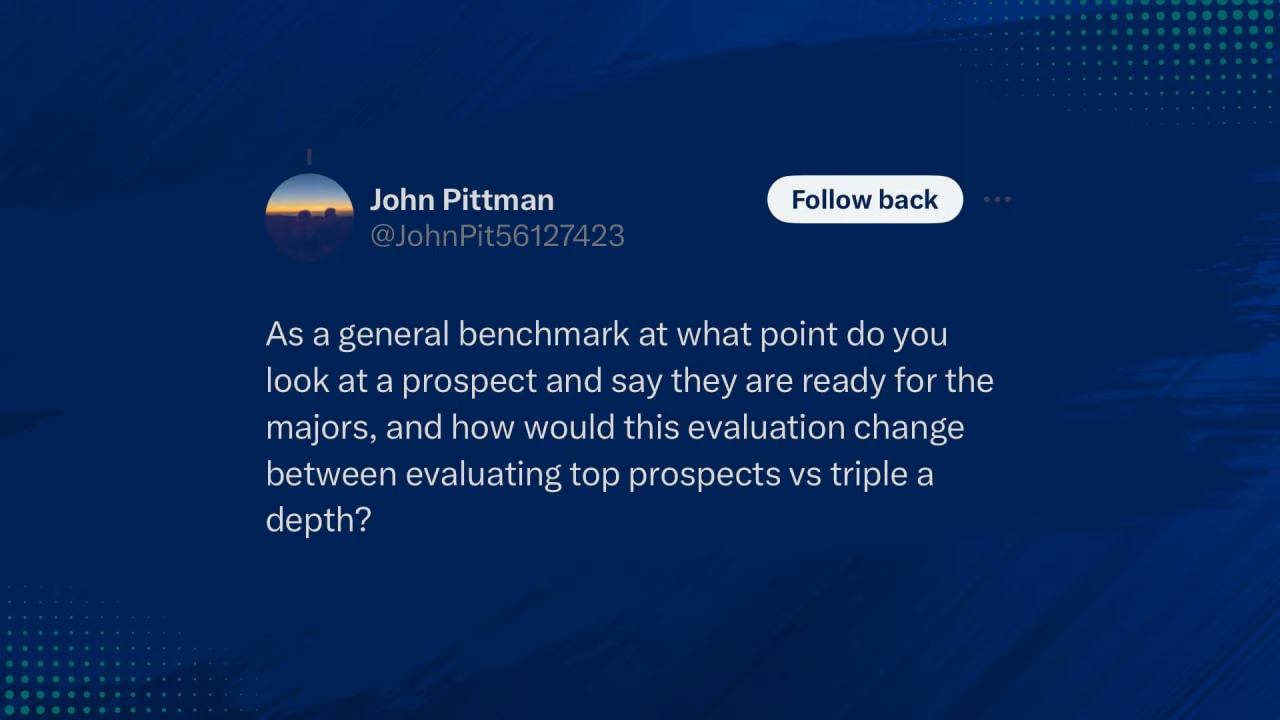 John Pittman
Follow back
@JohnPit56127423
As a general benchmark at what point do you
look at a prospect and say they are ready for the
majors, and how would this evaluation change
between evaluating top prospects vs triple a
depth?